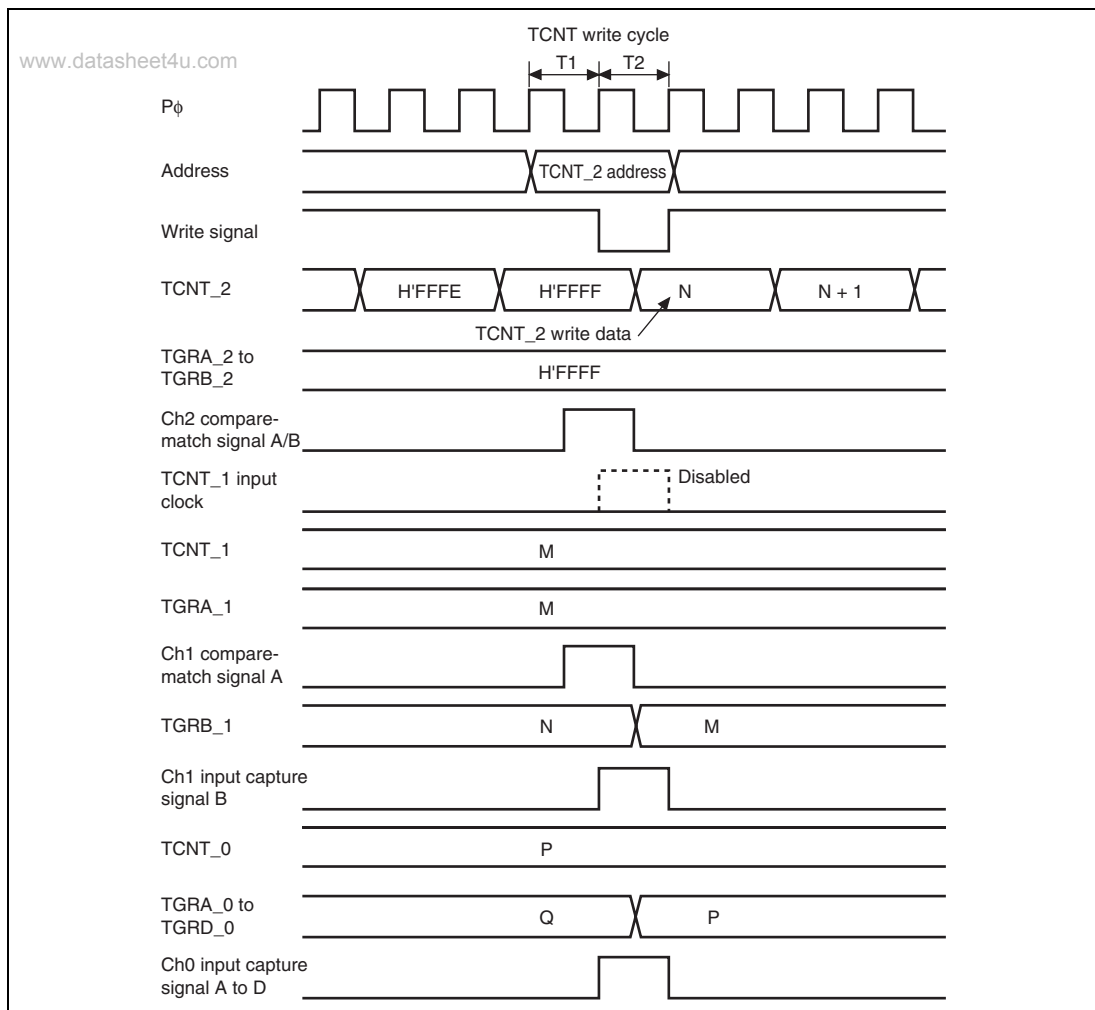 TCNT write cycle
www.datasheet4u.com
T1 T2
Pϕ
Address
TCNT_2 address
Write signal
TCNT_2
H'FFFE
H'FFFF
N
N + 1
TCNT_2 write data
TGRA_2 to
TGRB_2
H'FFFF
Ch2 compare-
match signal A/B
TCNT_1 input
clock
Disabled
TCNT_1
M
TGRA_1
M
Ch1 compare-
match signal A
TGRB_1
N
M
Ch1 input capture
signal B
TCNT_0
P
TGRA_0 to
TGRD_0
Q
P
Ch0 input capture
signal A to D